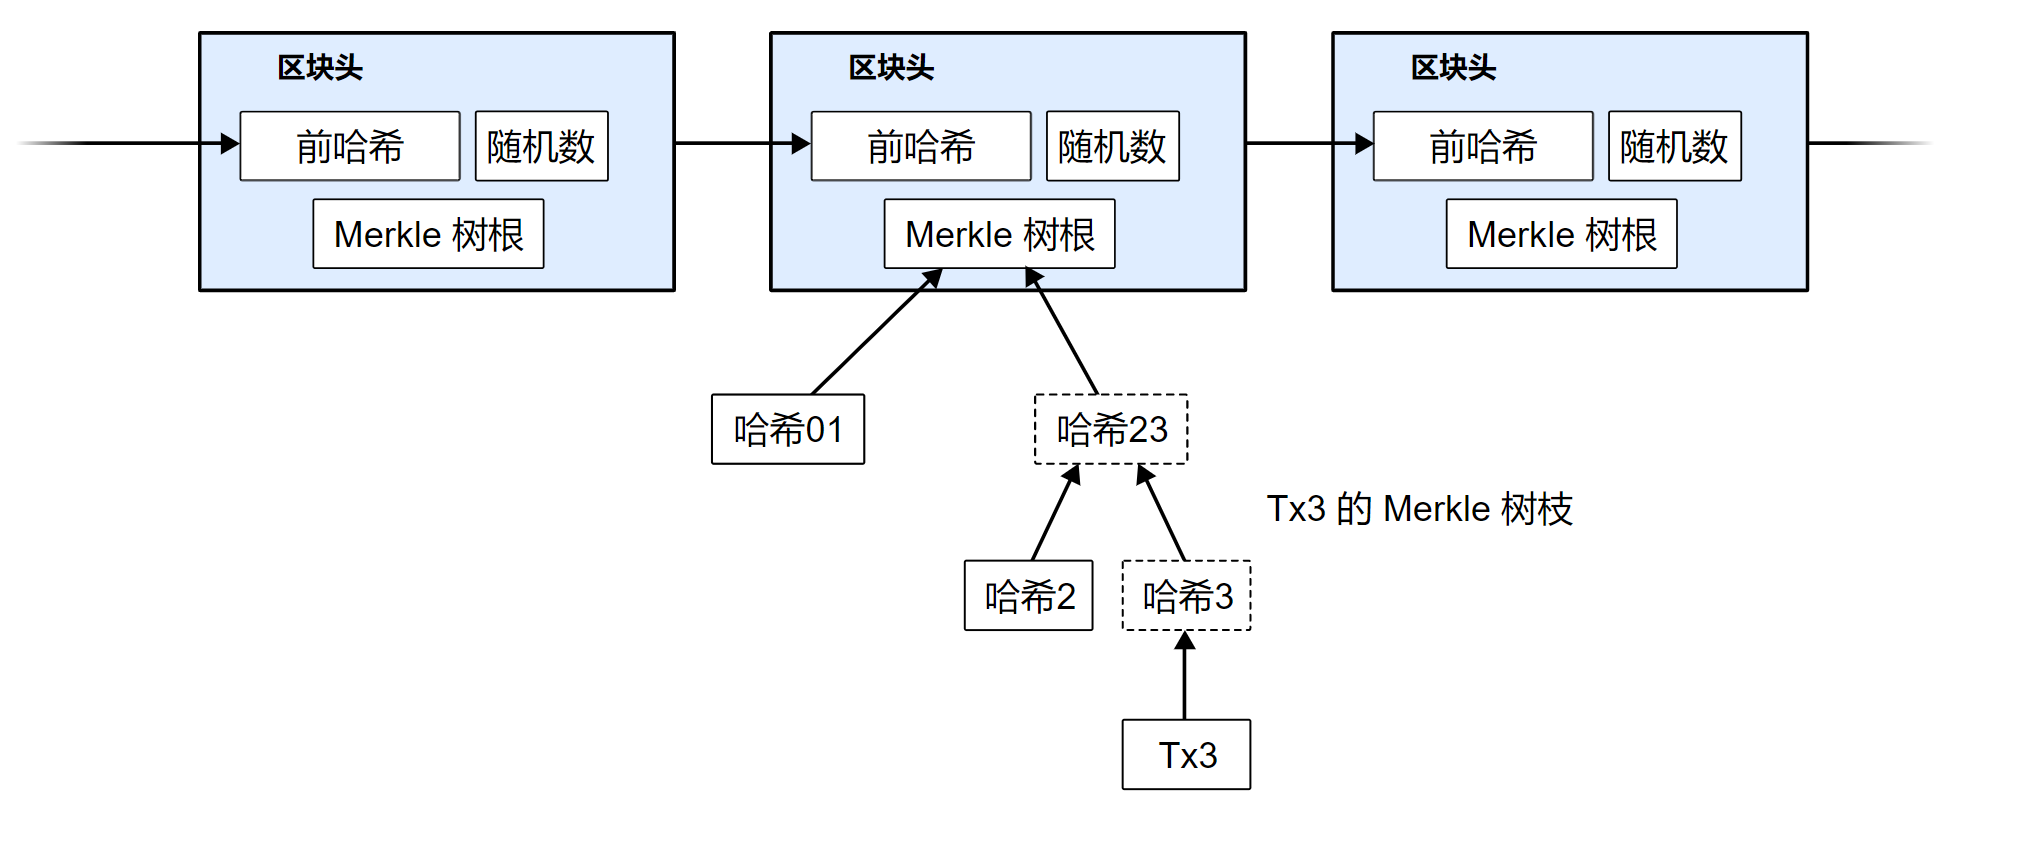 区块头
前哈希
随机数
Merkle 树根
区块头
前哈希
随机数
Merkle 树根
区块头
前哈希
随机数
Merkle 树根
哈希01
哈希23
Tx3 的 Merkle 树枝
哈希2
哈希3
Tx3